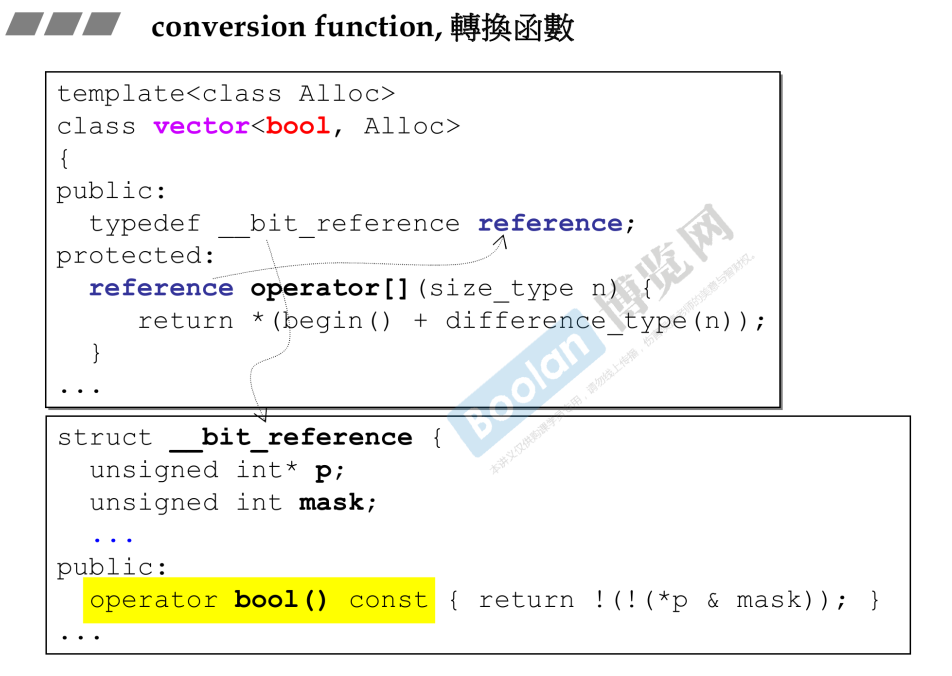 conversion function, 轉換函數
template<class Alloc>
class vector<bool, Alloc>
{
public:
typedef __bit_reference reference;
protected:
reference operator[](size_type n) {
return *(begin() + difference_type(n));
}
...
struct __bit_reference {
unsigned int* p;
unsigned int mask;
...
public:
operator bool() const { return !(!(*p & mask)); }
...
Boolan 博览网